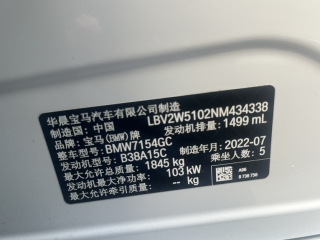 华晨宝马汽车有限公司制造
制造国：中国 LBV2W5102NM434338
品牌：宝马(BMW)牌 发动机排量：1499 mL
整车型号：BMW7154GC
发动机型号：B38A15C 制造年月：2022-07
最大允许总质量：1845 kg 乘坐人数：5
发动机最大净功率：103 kW
最大允许牵引质量：-- kg